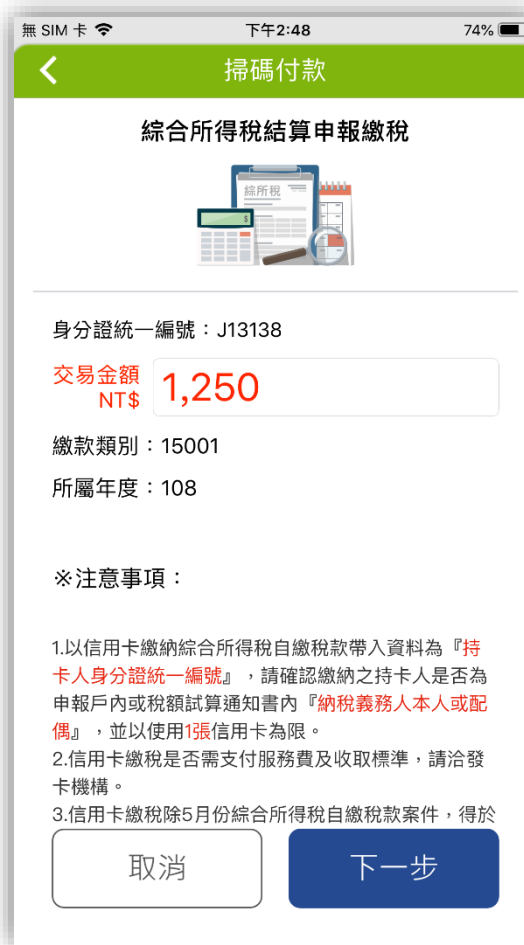 無 SIM 卡 下午2:48 74%
掃碼付款
綜合所得稅結算申報繳稅
綜所稅
身分證統一編號：J13138
交易金額 1,250
NT$
繳款類別：15001
所屬年度：108
※注意事項：
1.以信用卡繳納綜合所得稅自繳稅款帶入資料為『持
卡人身分證統一編號』，請確認繳納之持卡人是否為
申報戶內或稅額試算通知書內『納稅義務人本人或配
偶』，並以使用1張信用卡為限。
2.信用卡繳稅是否需支付服務費及收取標準，請洽發
卡機構。
3.信用卡繳稅除5月份綜合所得稅自繳稅款案件，得於
取消 下一步